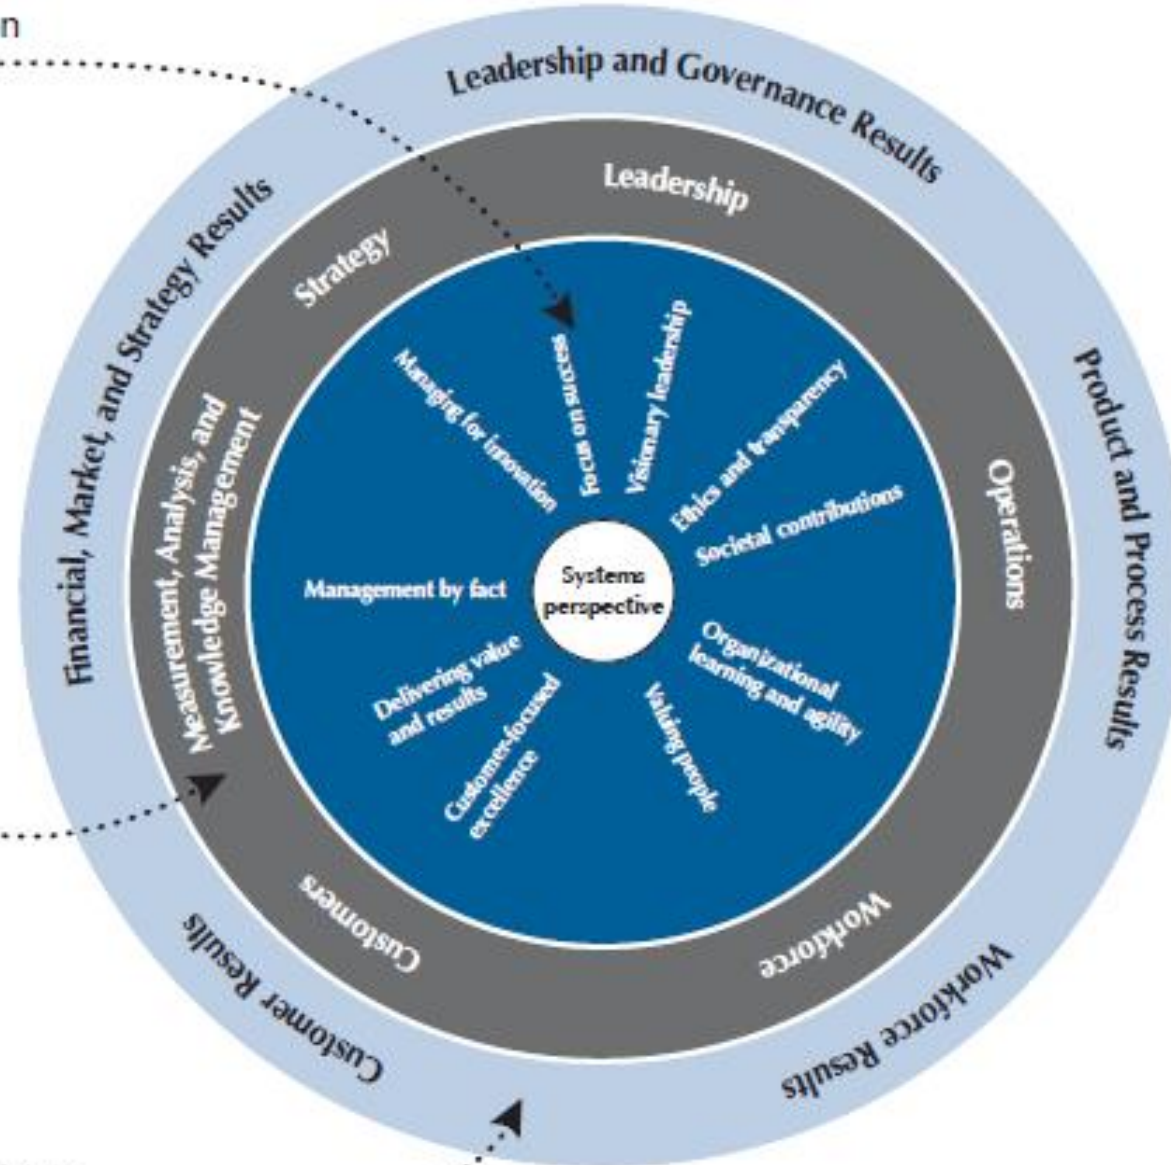 n
Leadership and Governance Results
Financial, Market, and Strategy Results
Product and Process Results
Customer Results
Workforce Results
Leadership
Strategy
Measurement, Analysis, and
Knowledge Management
Operations
Customers
Workforce
Managing for innovation
Focus on success
Visionary leadership
Ethics and transparency
Societal contributions
Management by fact
Systems
perspective
Delivering value
and results
Customer-focused
excellence
Valuing people
Organizational
learning and agility